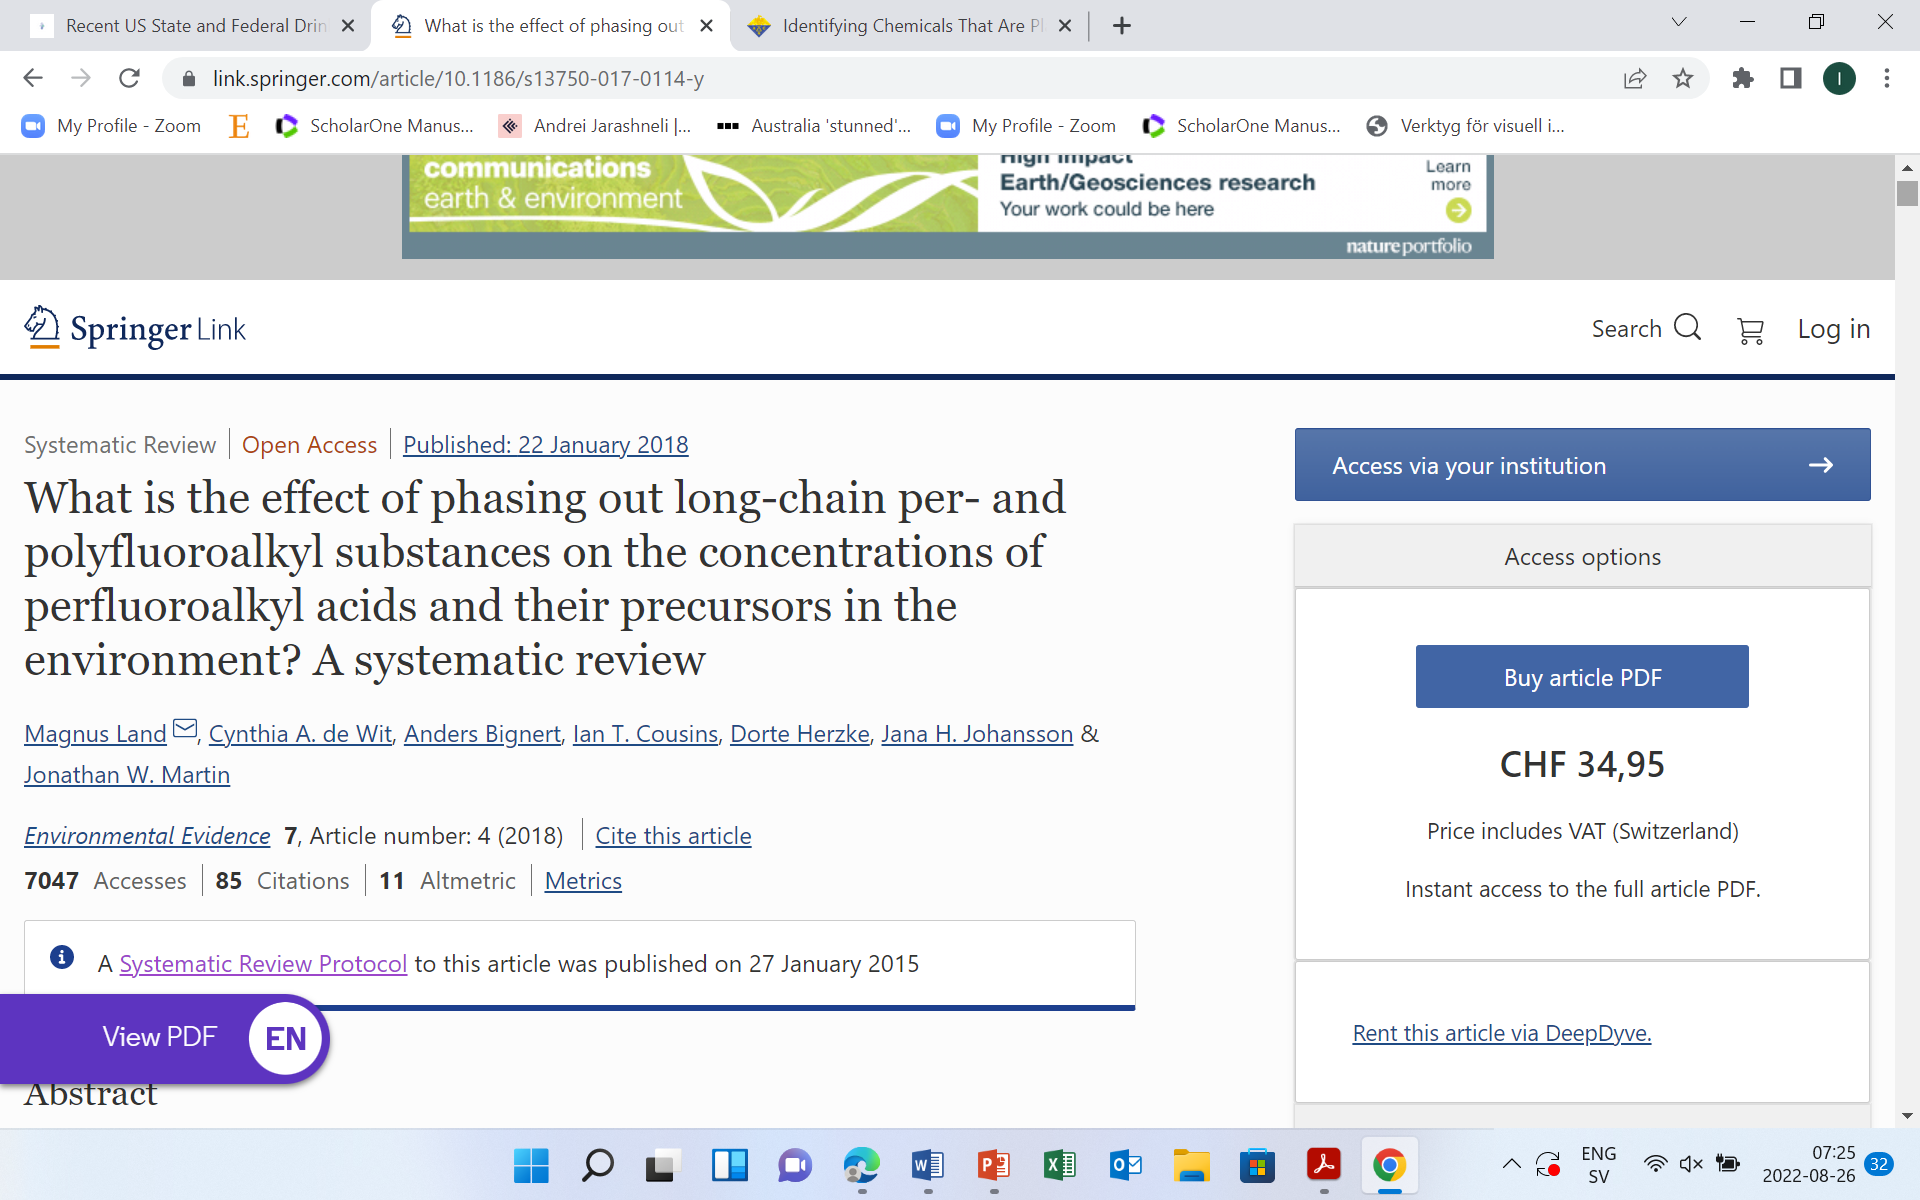 Recent US State and Federal Drin
What is the effect of phasing out
Identifying Chemicals That Are P
link.springer.com/article/10.1186/s13750-017-0114-y
I
My Profile - Zoom
E
ScholarOne Manus...
Andrei Jarashneli |...
Australia 'stunned'...
My Profile - Zoom
ScholarOne Manus...
Verktyg för visuell i...
communications
earth & environment
High impact
Earth/Geosciences research
Your work could be here
Learn
more
natureportfolio
Springer Link
Search
Log in
Systematic Review
Open Access
Published: 22 January 2018
What is the effect of phasing out long-chain per- and
polyfluoroalkyl substances on the concentrations of
perfluoroalkyl acids and their precursors in the
environment? A systematic review
Magnus Land, Cynthia A. de Wit, Anders Bignert, Ian T. Cousins, Dorte Herzke, Jana H. Johansson &
Jonathan W. Martin
Environmental Evidence 7, Article number: 4 (2018)
Cite this article
7047 Accesses
85 Citations
11 Altmetric
Metrics
A Systematic Review Protocol to this article was published on 27 January 2015
View PDF
EN
Abstract
Access via your institution
Access options
Buy article PDF
CHF 34,95
Price includes VAT (Switzerland)
Instant access to the full article PDF.
Rent this article via DeepDyve.
ENG
SV
07:25
2022-08-26
32